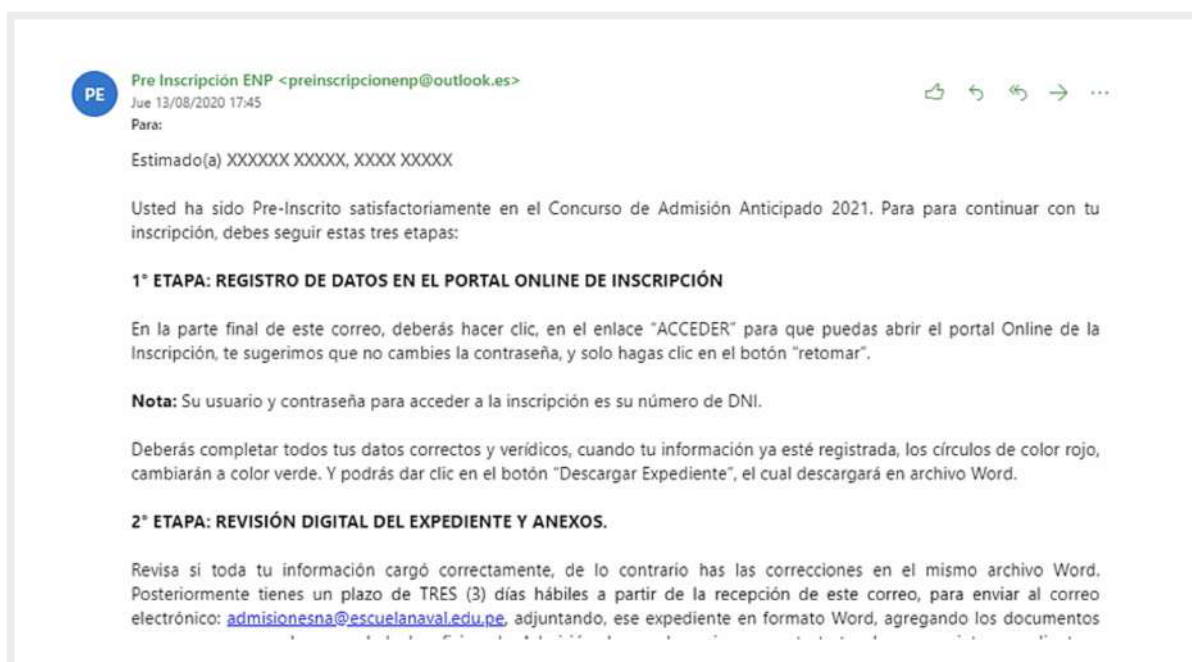 PE
Pre Inscripción ENP <preinscripcionenp@outlook.es>
Jue 13/08/2020 17:45
Para:
Estimado(a) XXXXXX XXXXX, XXXX XXXXX
Usted ha sido Pre-Inscrito satisfactoriamente en el Concurso de Admisión Anticipado 2021. Para para continuar con tu
inscripción, debes seguir estas tres etapas:
1° ETAPA: REGISTRO DE DATOS EN EL PORTAL ONLINE DE INSCRIPCIÓN
En la parte final de este correo, deberás hacer clic, en el enlace "ACCEDER" para que puedas abrir el portal Online de la
Inscripción, te sugerimos que no cambies la contraseña, y solo hagas clic en el botón "retomar".
Nota: Su usuario y contraseña para acceder a la inscripción es su número de DNI.
Deberás completar todos tus datos correctos y verídicos, cuando tu información ya esté registrada, los círculos de color rojo,
cambiarán a color verde. Y podrás dar clic en el botón "Descargar Expediente", el cual descargará en archivo Word.
2° ETAPA: REVISIÓN DIGITAL DEL EXPEDIENTE Y ANEXOS.
Revisa si toda tu información cargó correctamente, de lo contrario has las correcciones en el mismo archivo Word.
Posteriormente tienes un plazo de TRES (3) días hábiles a partir de la recepción de este correo, para enviar al correo
electrónico: admisionesna@escuelanaval.edu.pe, adjuntando, ese expediente en formato Word, agregando los documentos